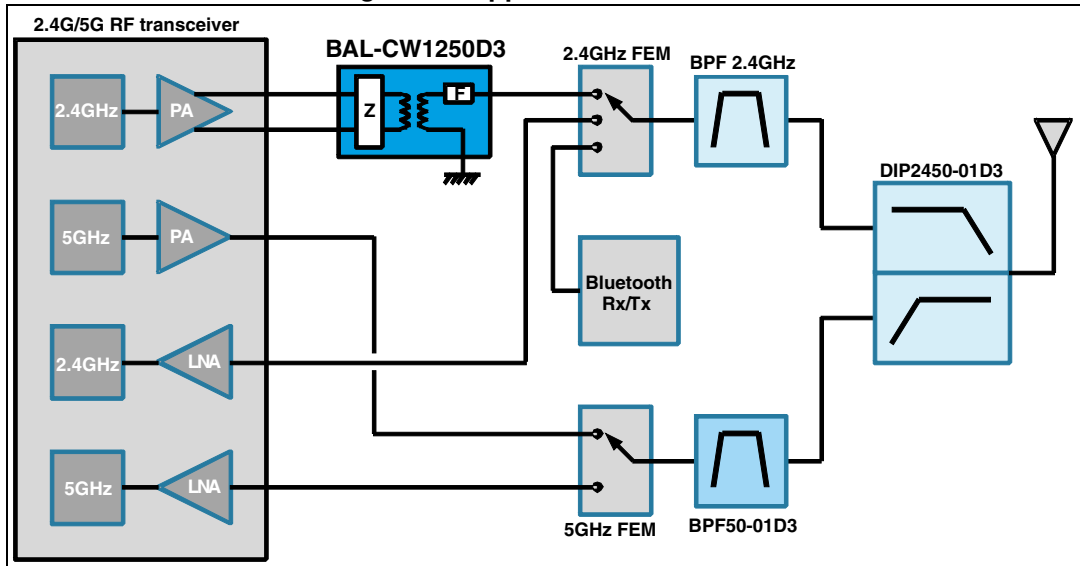 2.4G/5G RF transceiver
BAL-CW1250D3
2.4GHz FEM
BPF 2.4GHz
2.4GHz
PA
Z
F
DIP2450-01D3
5GHz
PA
Bluetooth
Rx/Tx
2.4GHz
LNA
5GHz
LNA
5GHz FEM
BPF50-01D3